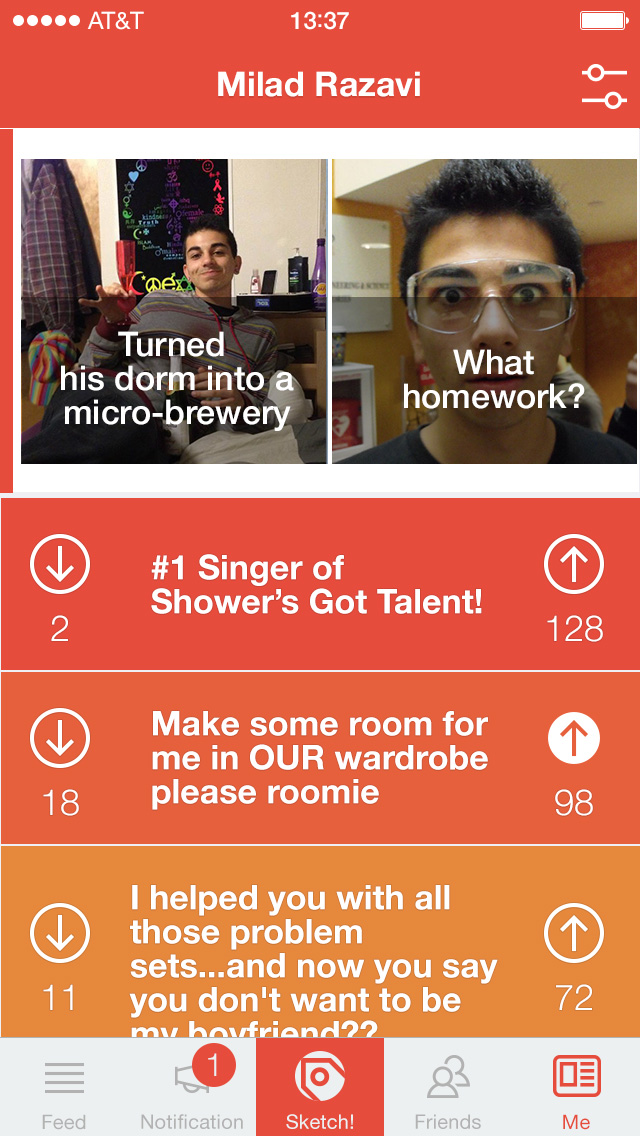 AT&T 13:37
Milad Razavi
Coexi
Turned
his dorm into a
micro-brewery
What
homework?
#1 Singer of
Shower's Got Talent!
2
128
Make some room for
me in OUR wardrobe
please roomie
18
98
I helped you with all
those problem
sets...and now you say
you don't want to be
my boyfriend??
11
72
1
Feed
Notification
Sketch!
Friends
Me